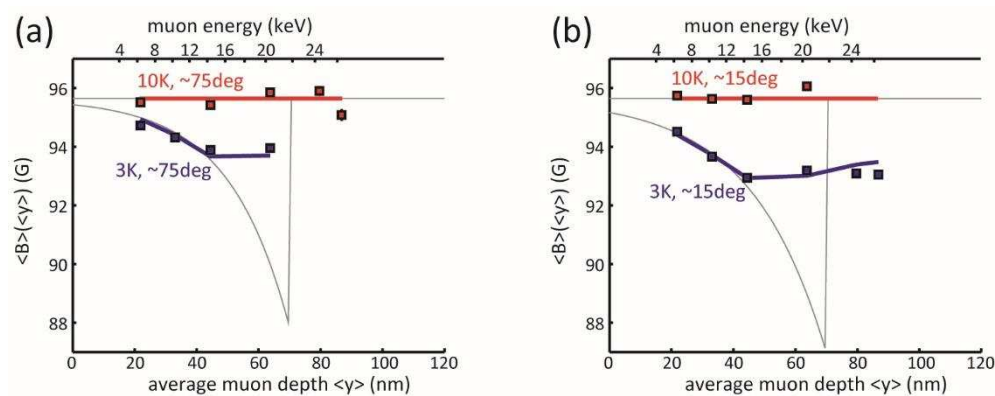 (a)
muon energy (keV)
4 8 12 16 20 24
96
94
92
90
88
<B>(<y>) (G)
10K, ~75deg
3K, ~75deg
0 20 40 60 80 100 120
average muon depth <y> (nm)
(b)
muon energy (keV)
4 8 12 16 20 24
96
94
92
90
88
<B>(<y>) (G)
10K, ~15deg
3K, ~15deg
0 20 40 60 80 100 120
average muon depth <y> (nm)